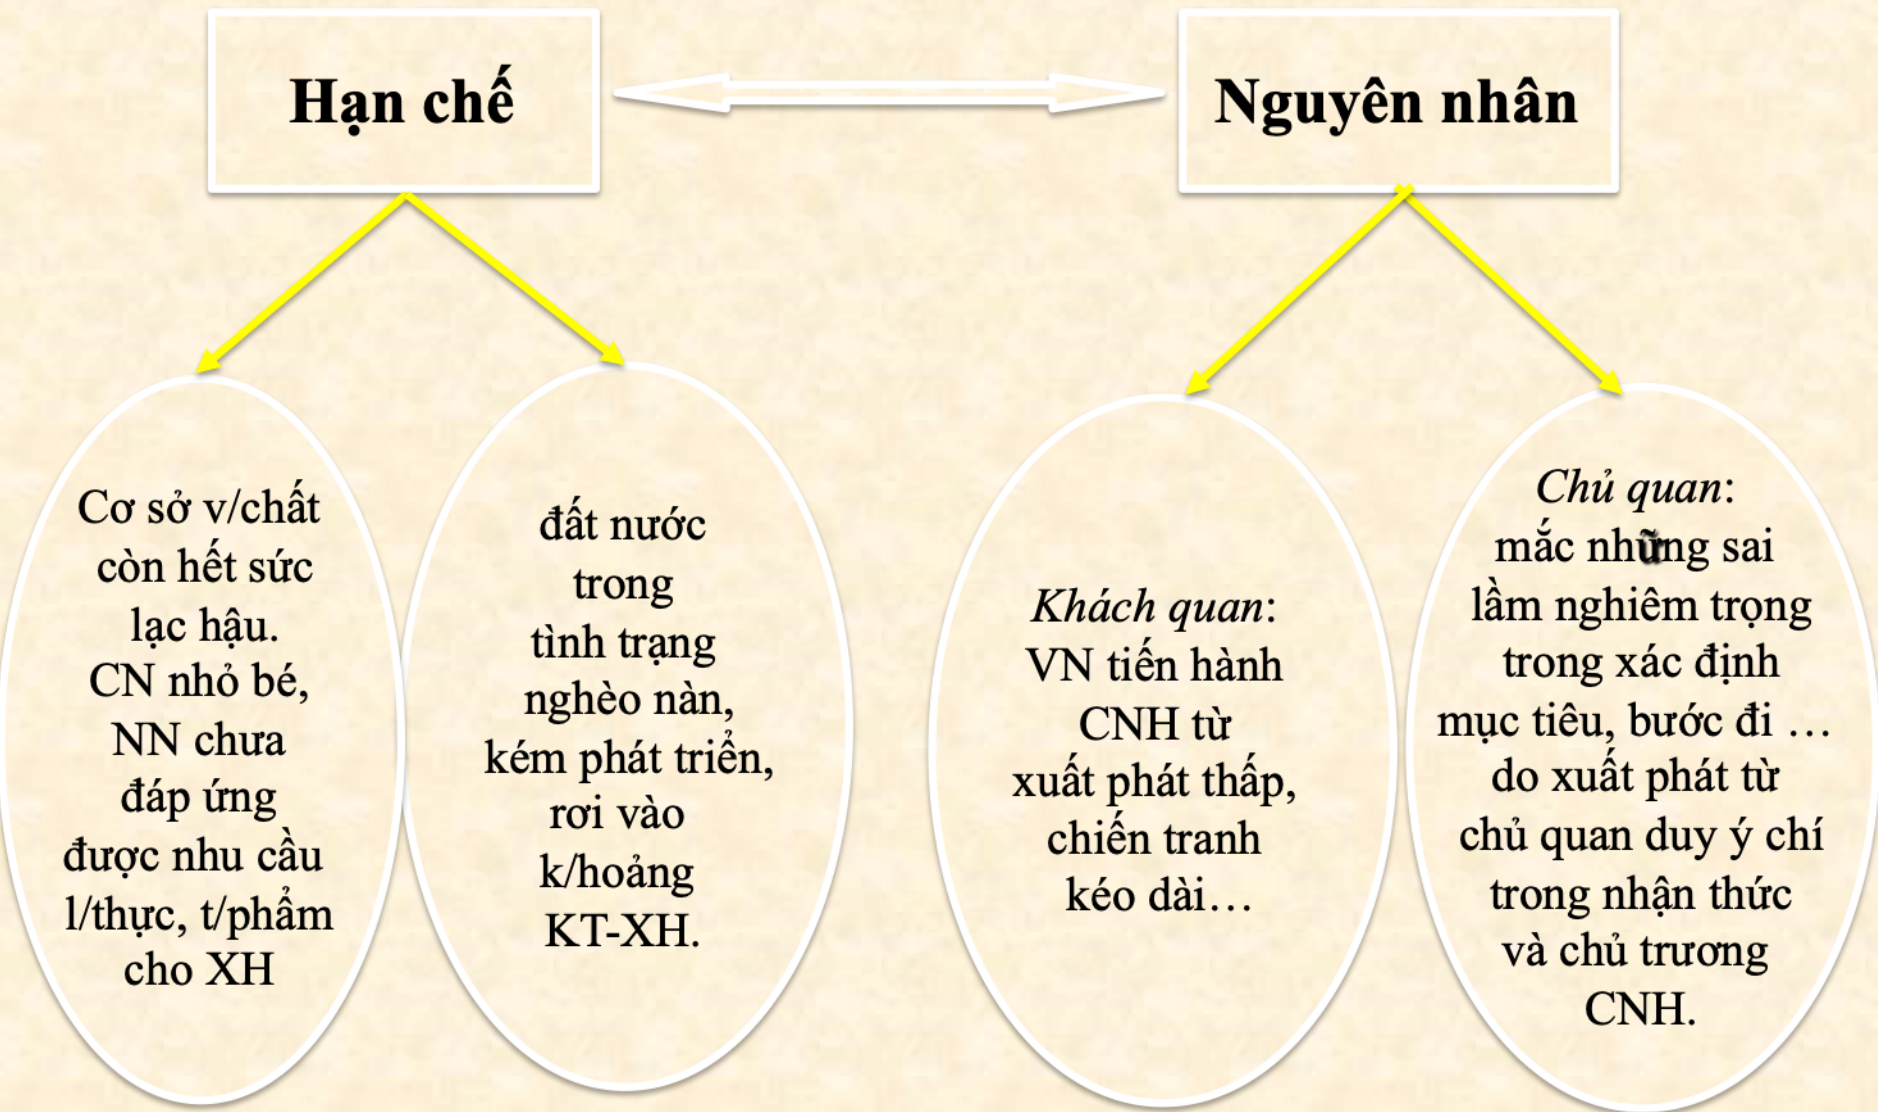 Hạn chế
Nguyên nhân
Cơ sở v/chất
còn hết sức
lạc hậu.
CN nhỏ bé,
NN chưa
đáp ứng
được nhu cầu
l/thực, t/phẩm
cho XH
đất nước
trong
tình trạng
nghèo nàn,
kém phát triển,
rơi vào
k/hoảng
KT-XH.
Khách quan:
VN tiến hành
CNH từ
xuất phát thấp,
chiến tranh
kéo dài…
Chủ quan:
mắc những sai
lầm nghiêm trọng
trong xác định
mục tiêu, bước đi …
do xuất phát từ
chủ quan duy ý chí
trong nhận thức
và chủ trương
CNH.